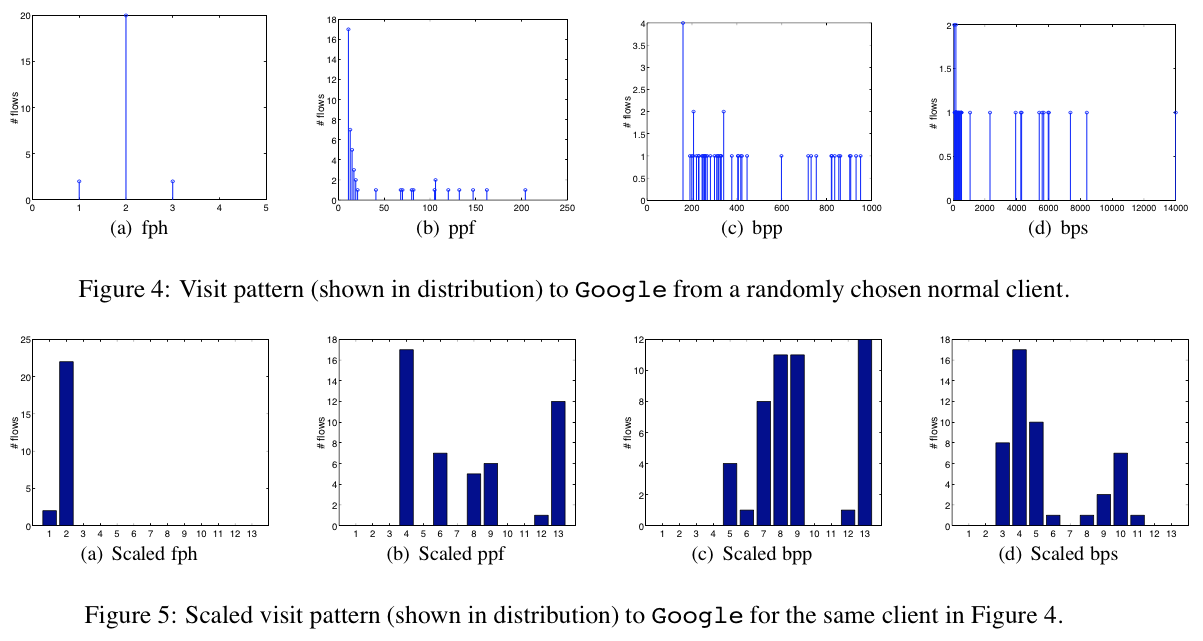 20
15
10
5
0
# flows
0 1 2 3 4 5
(a) fph
18
16
14
12
10
8
6
4
2
0
# flows
0 50 100 150 200 250
(b) ppf
4
3.5
3
2.5
2
1.5
1
0.5
0
# flows
0 200 400 600 800 1000
(c) bpp
2
1.5
1
0.5
0
# flows
0 2000 4000 6000 8000 10000 12000 14000
(d) bps
Figure 4: Visit pattern (shown in distribution) to Google from a randomly chosen normal client.
25
20
15
10
5
0
# flows
1 2 3 4 5 6 7 8 9 10 11 12 13
(a) Scaled fph
18
16
14
12
10
8
6
4
2
0
# flows
1 2 3 4 5 6 7 8 9 10 11 12 13
(b) Scaled ppf
12
10
8
6
4
2
0
# flows
1 2 3 4 5 6 7 8 9 10 11 12 13
(c) Scaled bpp
18
16
14
12
10
8
6
4
2
0
# flows
1 2 3 4 5 6 7 8 9 10 11 12 13
(d) Scaled bps
Figure 5: Scaled visit pattern (shown in distribution) to Google for the same client in Figure 4.